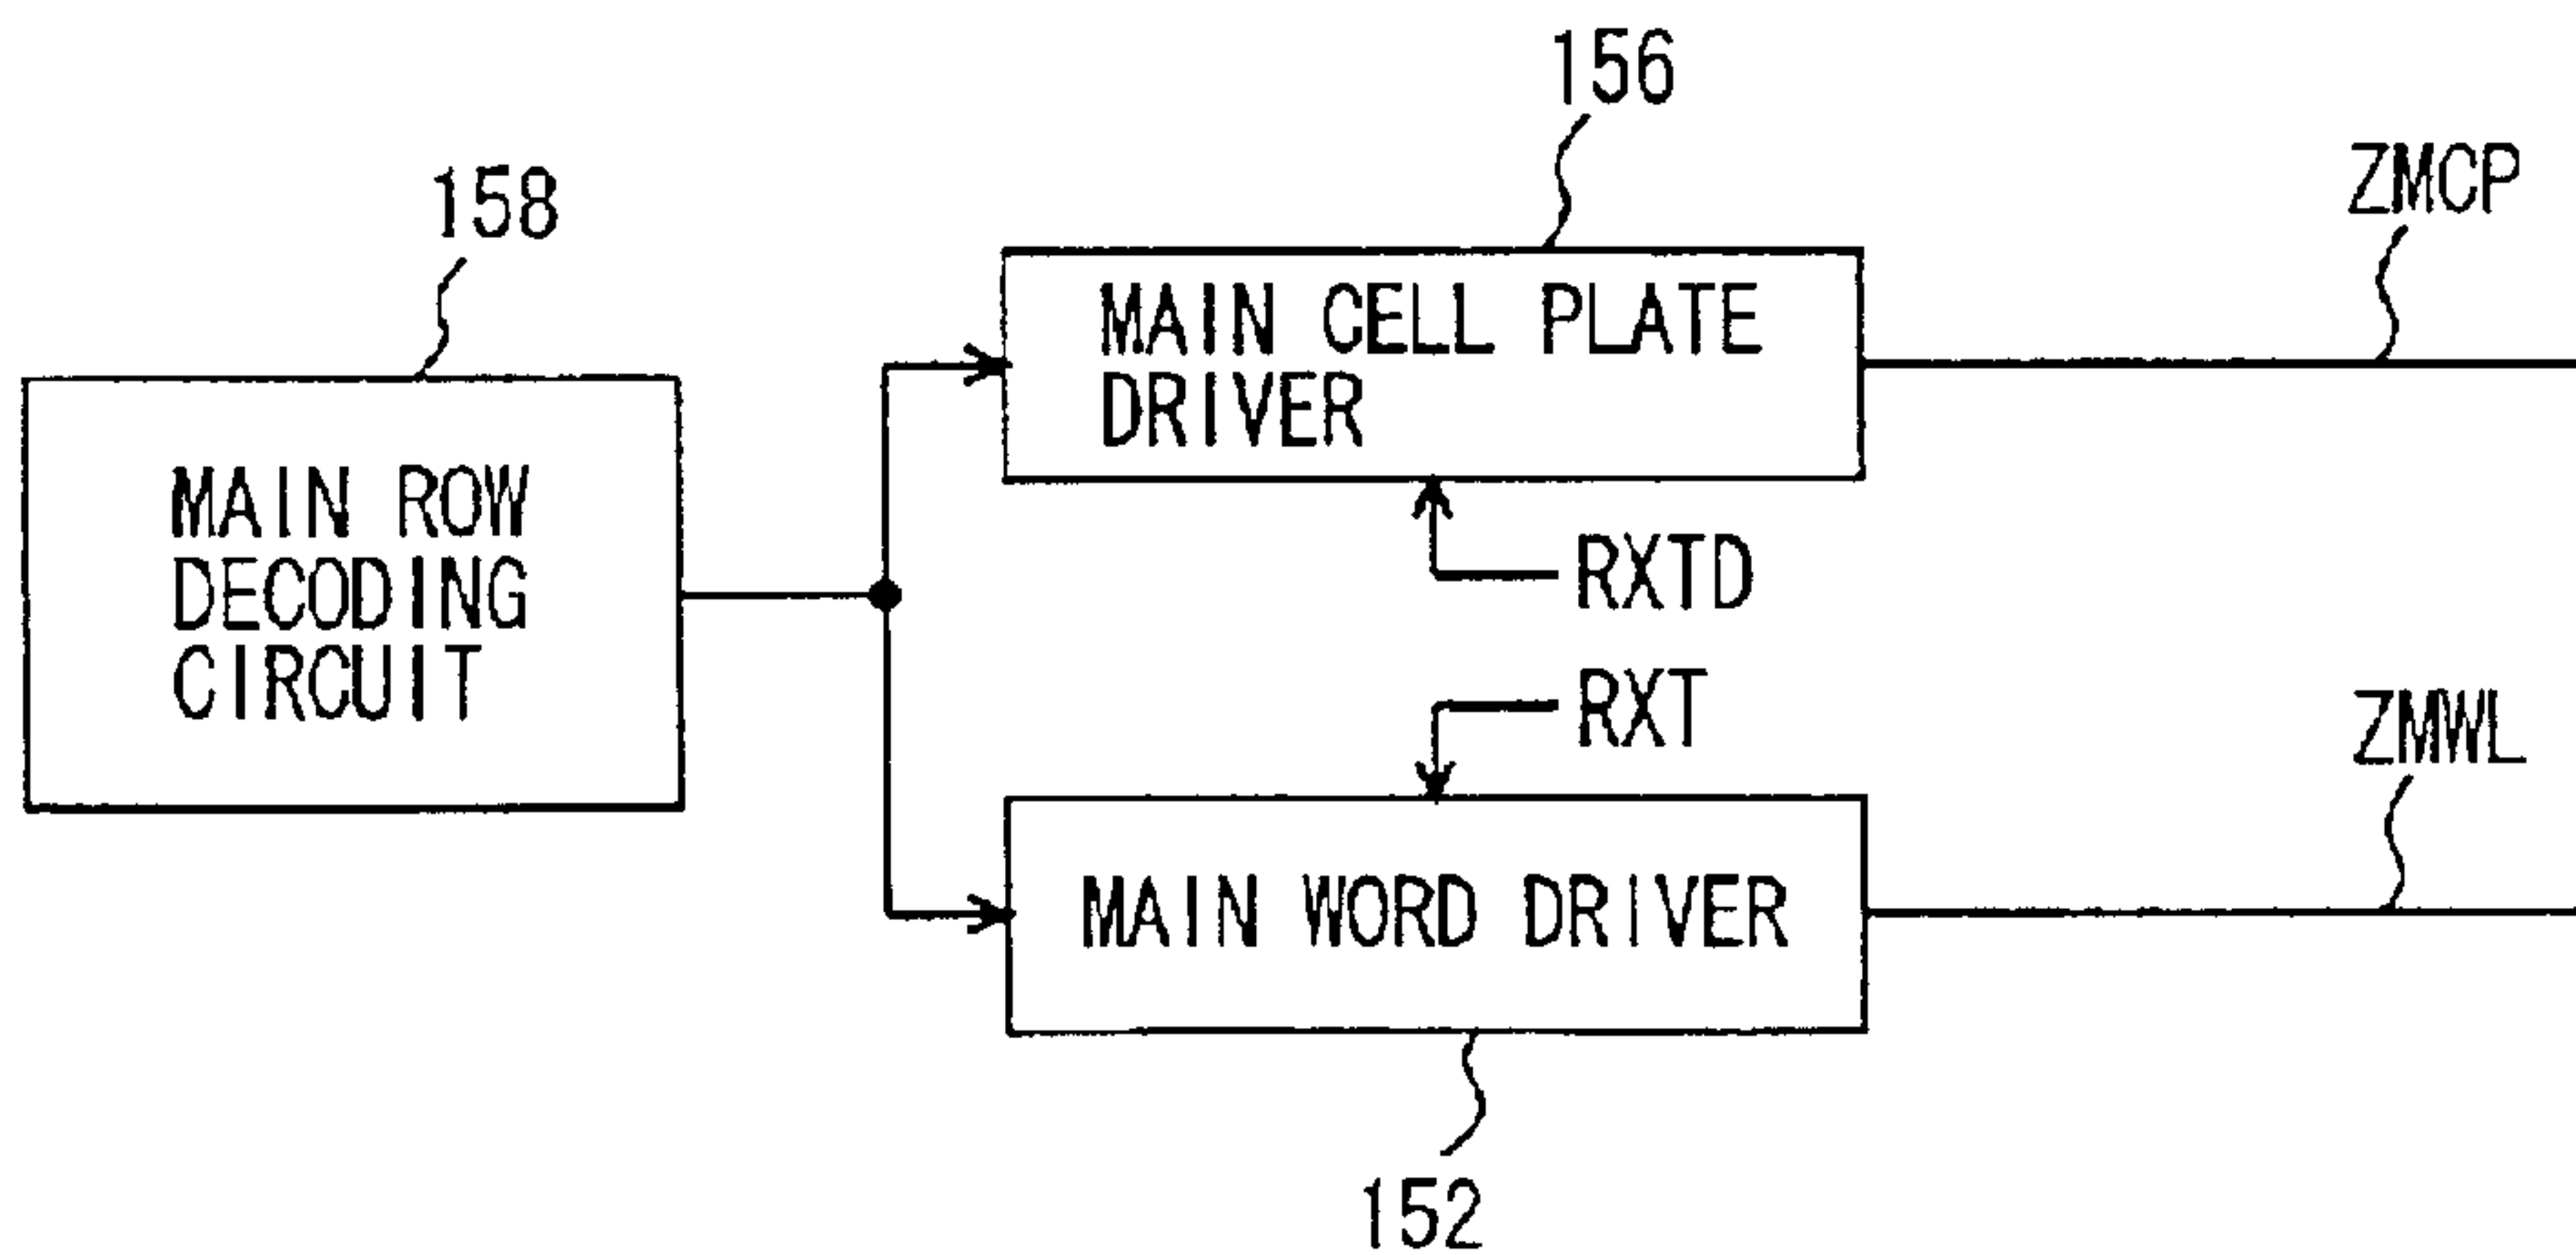 156
ZMCP
158
MAIN CELL PLATE
DRIVER
MAIN ROW
DECODING
CIRCUIT
RXTD
RXT
ZMWL
MAIN WORD DRIVER
152